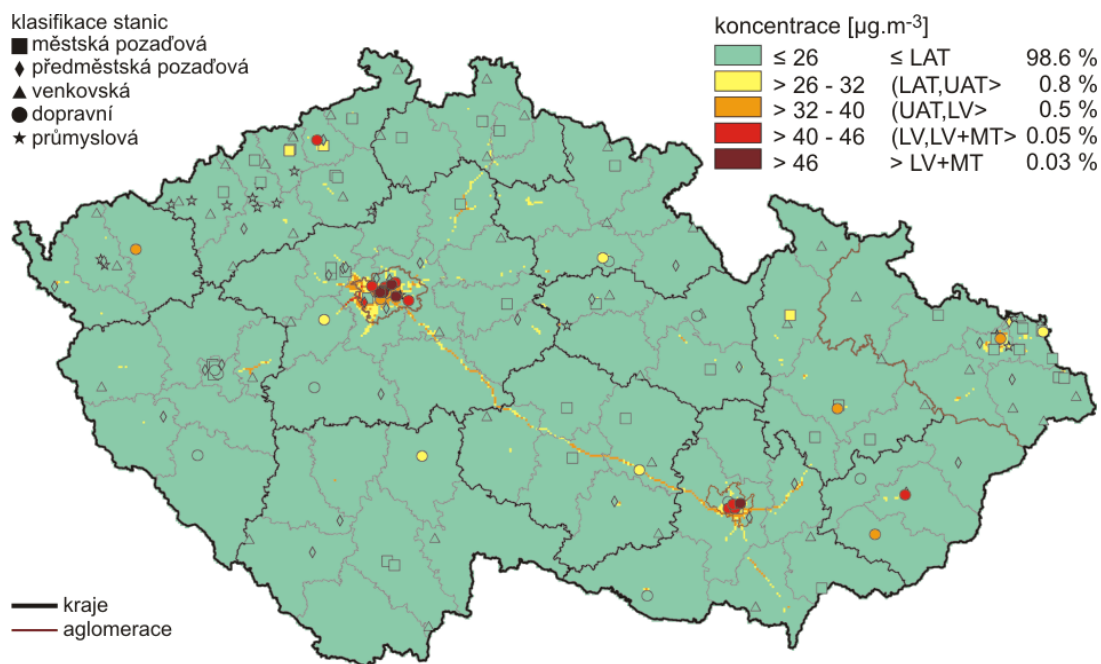 klasifikace stanic
městská pozaďová
předměstská pozaďová
venkovská
dopravní
průmyslová
koncentrace [µg.m-3]
≤ 26 ≤ LAT 98.6 %
> 26 - 32 (LAT,UAT> 0.8 %
> 32 - 40 (UAT,LV> 0.5 %
> 40 - 46 (LV,LV+MT> 0.05 %
> 46 > LV+MT 0.03 %
kraje
aglomerace